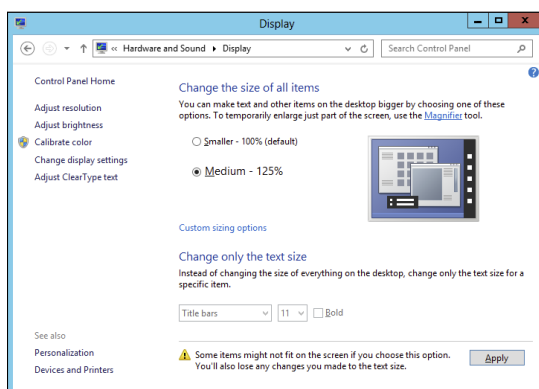 Display
« Hardware and Sound ▸ Display
Search Control Panel
Control Panel Home
Adjust resolution
Adjust brightness
Calibrate color
Change display settings
Adjust ClearType text
Change the size of all items
You can make text and other items on the desktop bigger by choosing one of these
options. To temporarily enlarge just part of the screen, use the Magnifier tool.
Smaller - 100% (default)
Medium - 125%
Custom sizing options
Change only the text size
Instead of changing the size of everything on the desktop, change only the text size for a
specific item.
Title bars 11 Bold
See also
Personalization
Devices and Printers
Some items might not fit on the screen if you choose this option.
You'll also lose any changes you made to the text size.
Apply